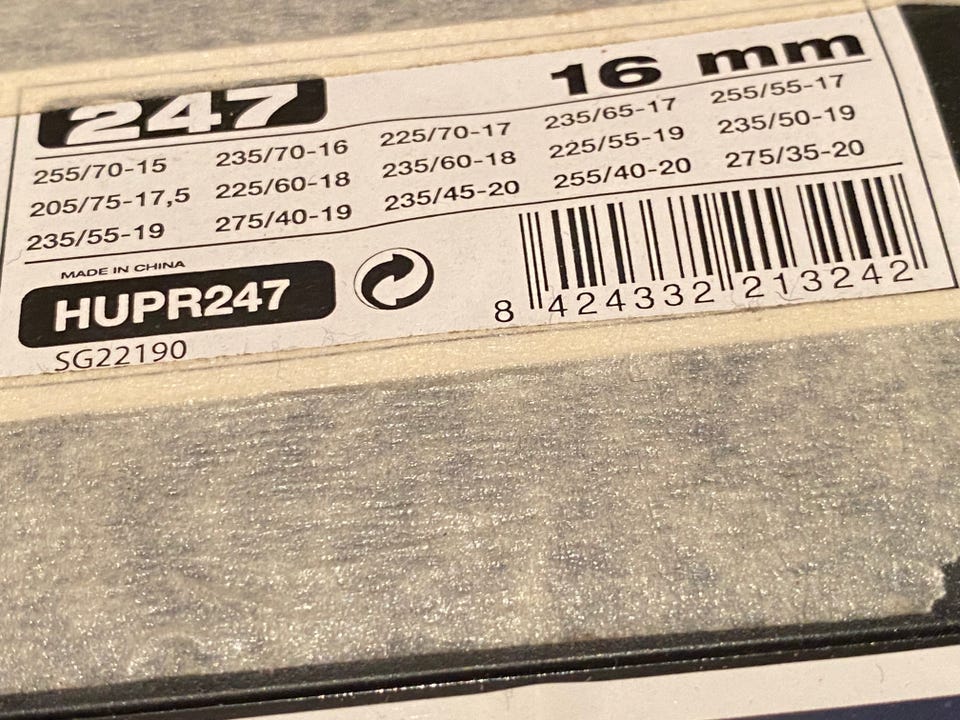 247 16 mm
255/70-15 235/70-16 225/70-17 235/65-17 255/55-17
205/75-17,5 225/60-18 235/60-18 225/55-19 235/50-19
235/55-19 275/40-19 235/45-20 255/40-20 275/35-20
MADE IN CHINA
HUPR247
SG22190
8 424332 213242